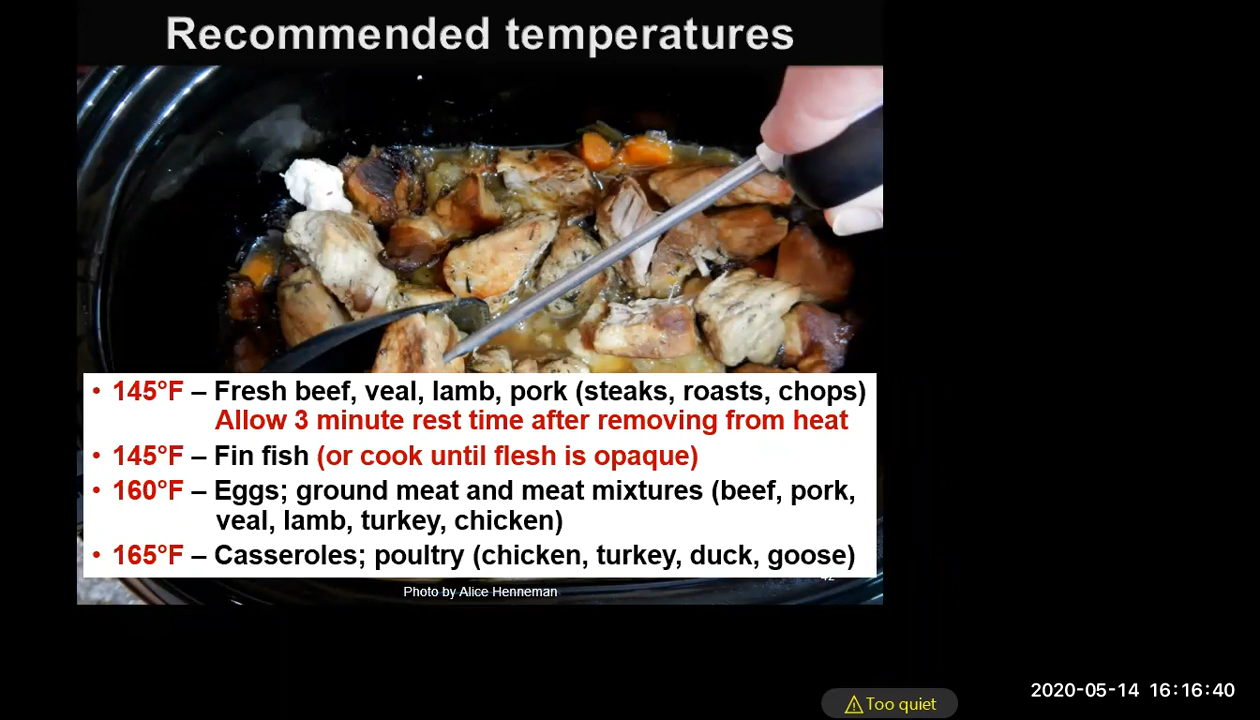 Recommended temperatures
• 145°F – Fresh beef, veal, lamb, pork (steaks, roasts, chops)
Allow 3 minute rest time after removing from heat
• 145°F – Fin fish (or cook until flesh is opaque)
• 160°F – Eggs; ground meat and meat mixtures (beef, pork,
veal, lamb, turkey, chicken)
• 165°F – Casseroles; poultry (chicken, turkey, duck, goose)
Photo by Alice Henneman
2020-05-14 16:16:40
Too quiet